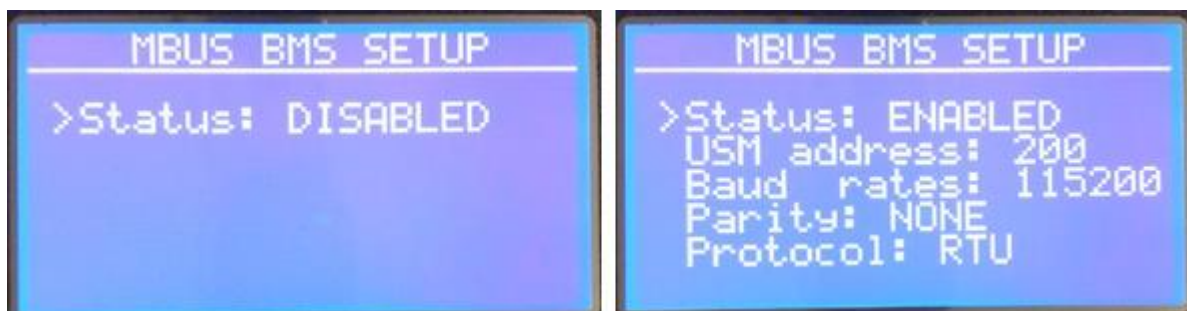 MBUS BMS SETUP
>Status: DISABLED
MBUS BMS SETUP
>Status: ENABLED
USM address: 200
Baud rates: 115200
Parity: NONE
Protocol: RTU